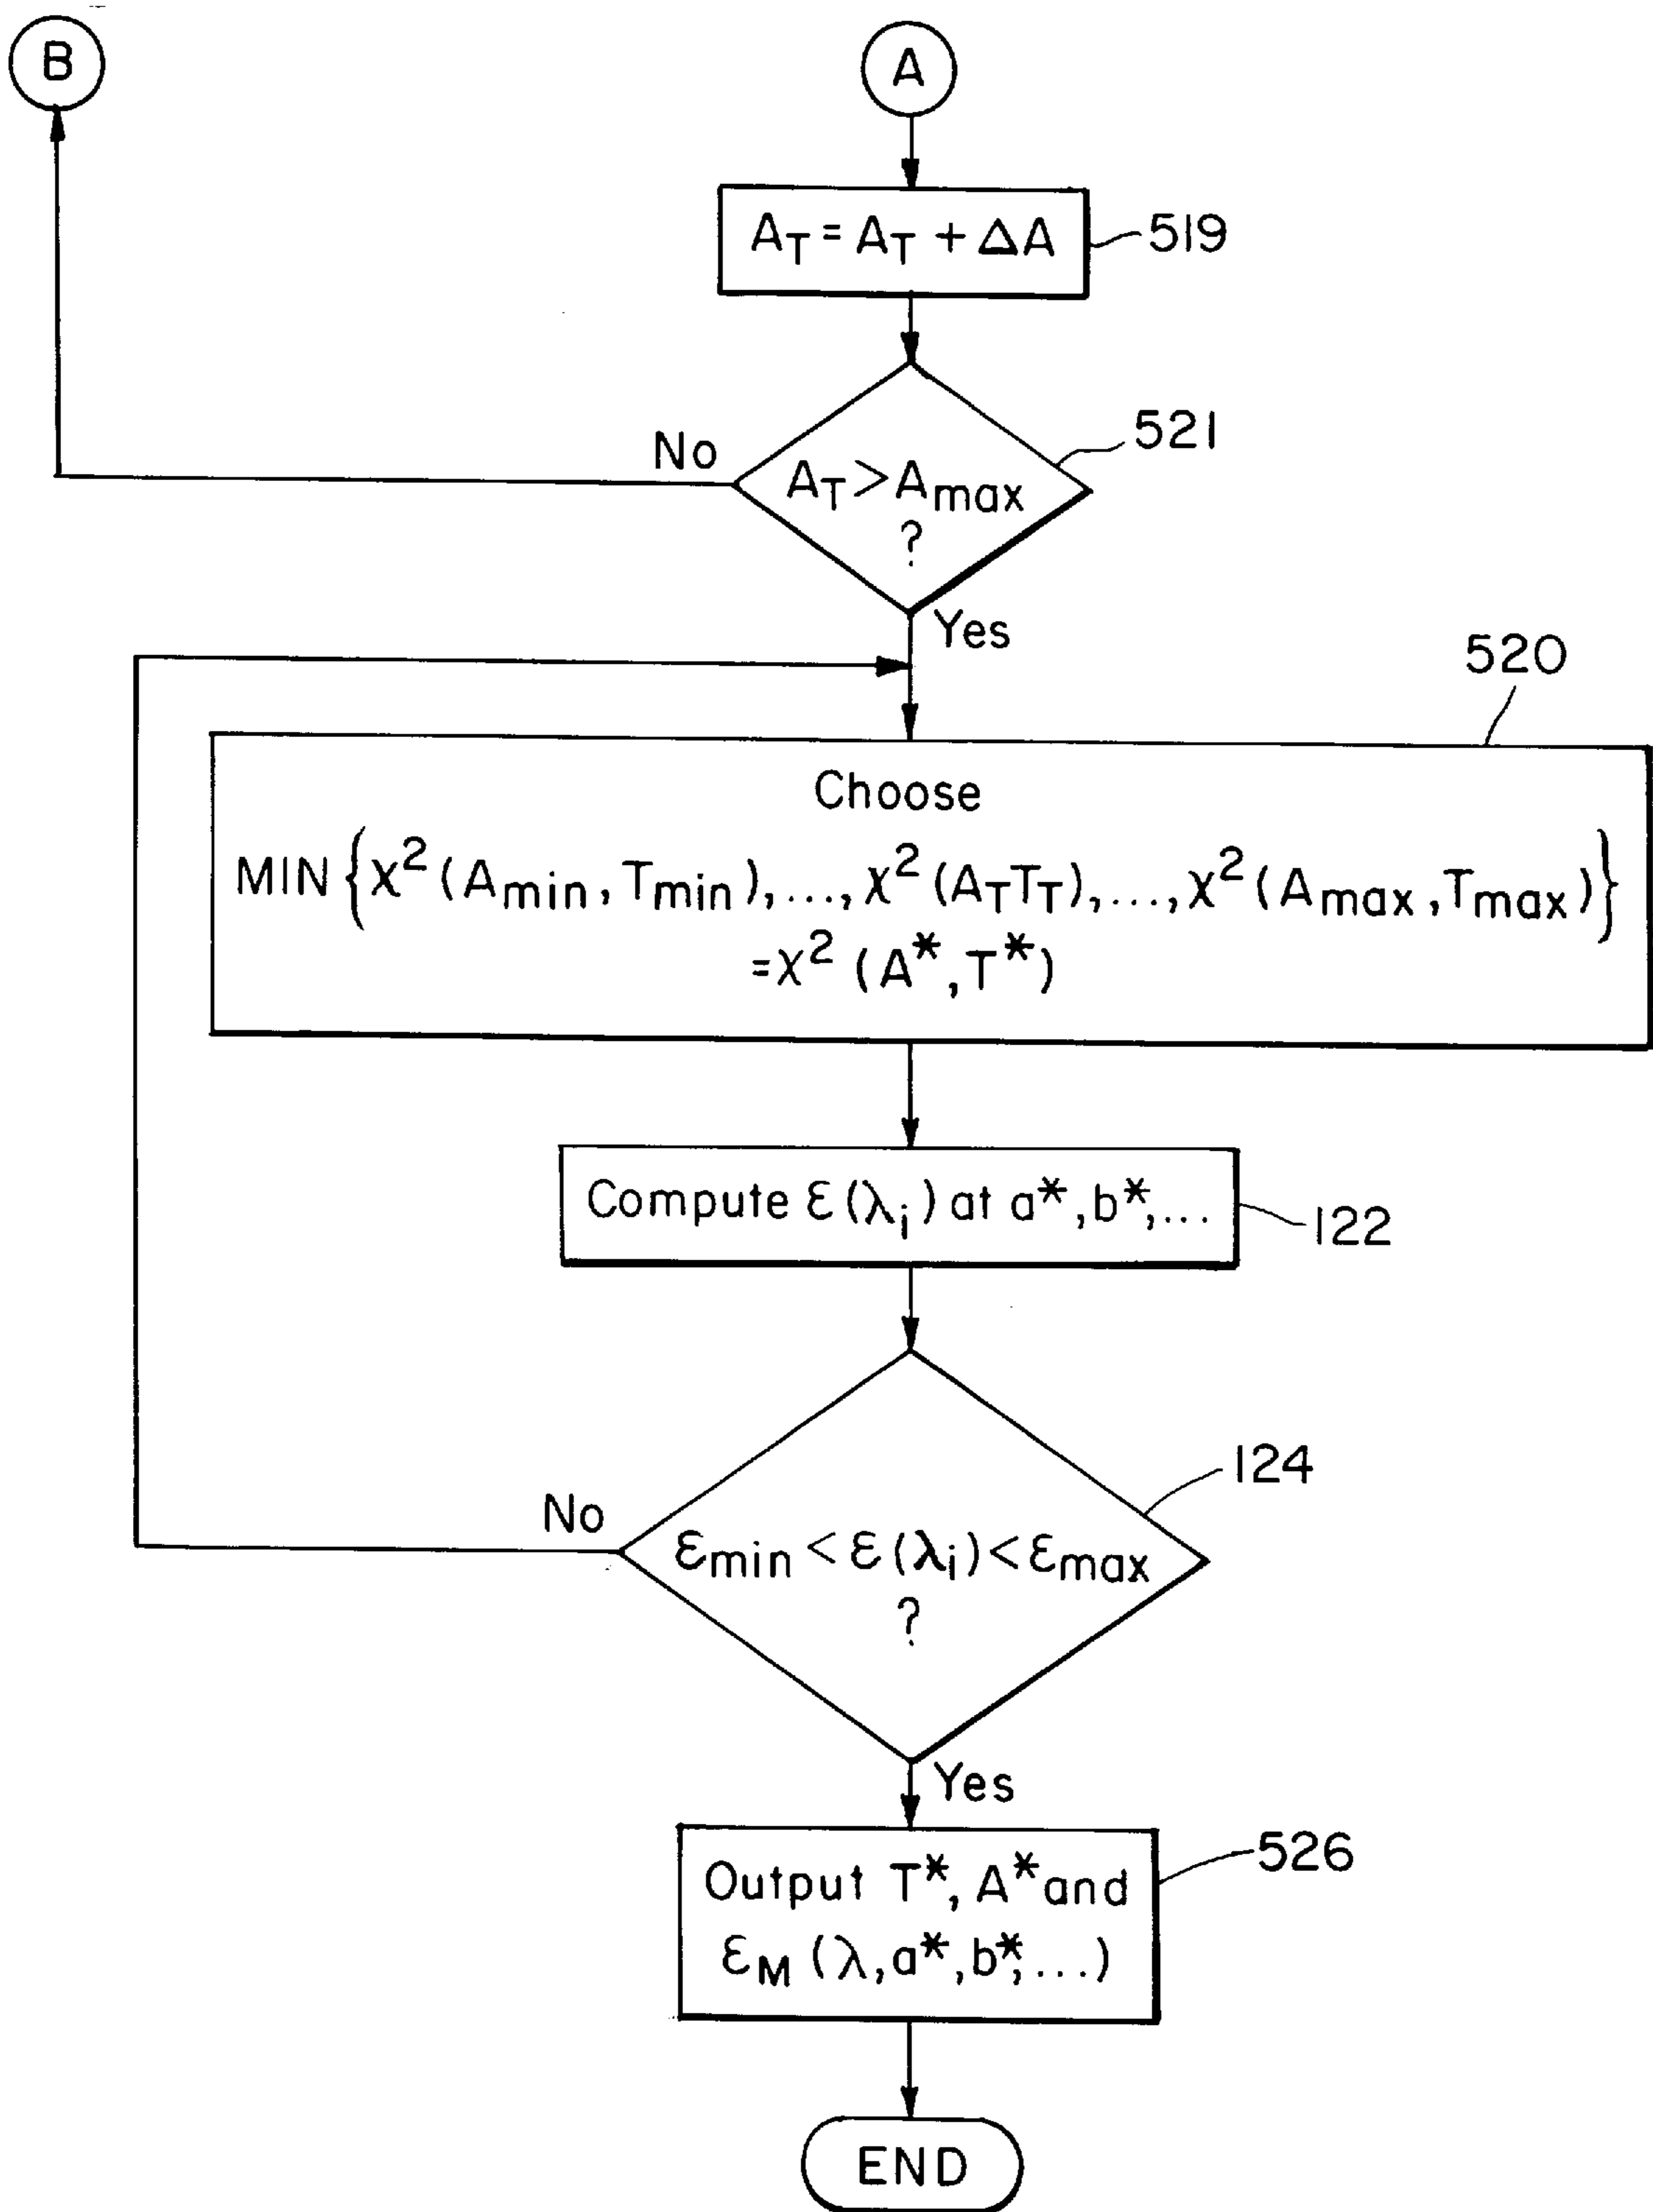 B
A
A_T = A_T + ΔA
519
521
No
A_T > A_max
?
Yes
520
Choose
MIN { χ² (A_min, T_min), ..., χ² (A_T T_T), ..., χ² (A_max, T_max) }
= χ² (A*, T*)
Compute ε(λ_i) at a*, b*, ...
122
124
No
ε_min < ε(λ_i) < ε_max
?
Yes
526
Output T*, A* and
ε_M (λ, a*, b*, ...)
END